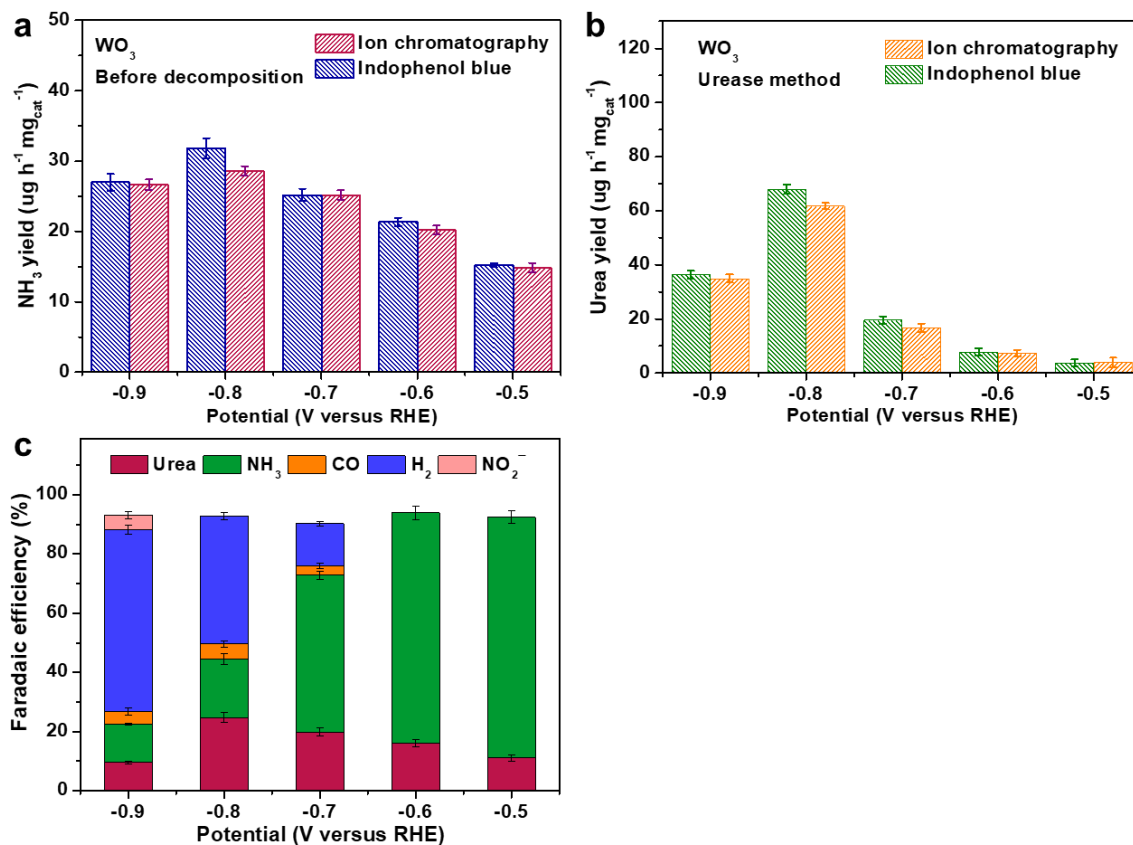 a
WO3
Before decomposition
Ion chromatography
Indophenol blue
NH3 yield (ug h-1 mgcat-1)
50
40
30
20
10
0
-0.9 -0.8 -0.7 -0.6 -0.5
Potential (V versus RHE)
b
WO3
Urease method
Ion chromatography
Indophenol blue
Urea yield (ug h-1 mgcat-1)
120
100
80
60
40
20
0
-0.9 -0.8 -0.7 -0.6 -0.5
Potential (V versus RHE)
c
Urea NH3 CO H2 NO2−
Faradaic efficiency (%)
100
80
60
40
20
0
-0.9 -0.8 -0.7 -0.6 -0.5
Potential (V versus RHE)